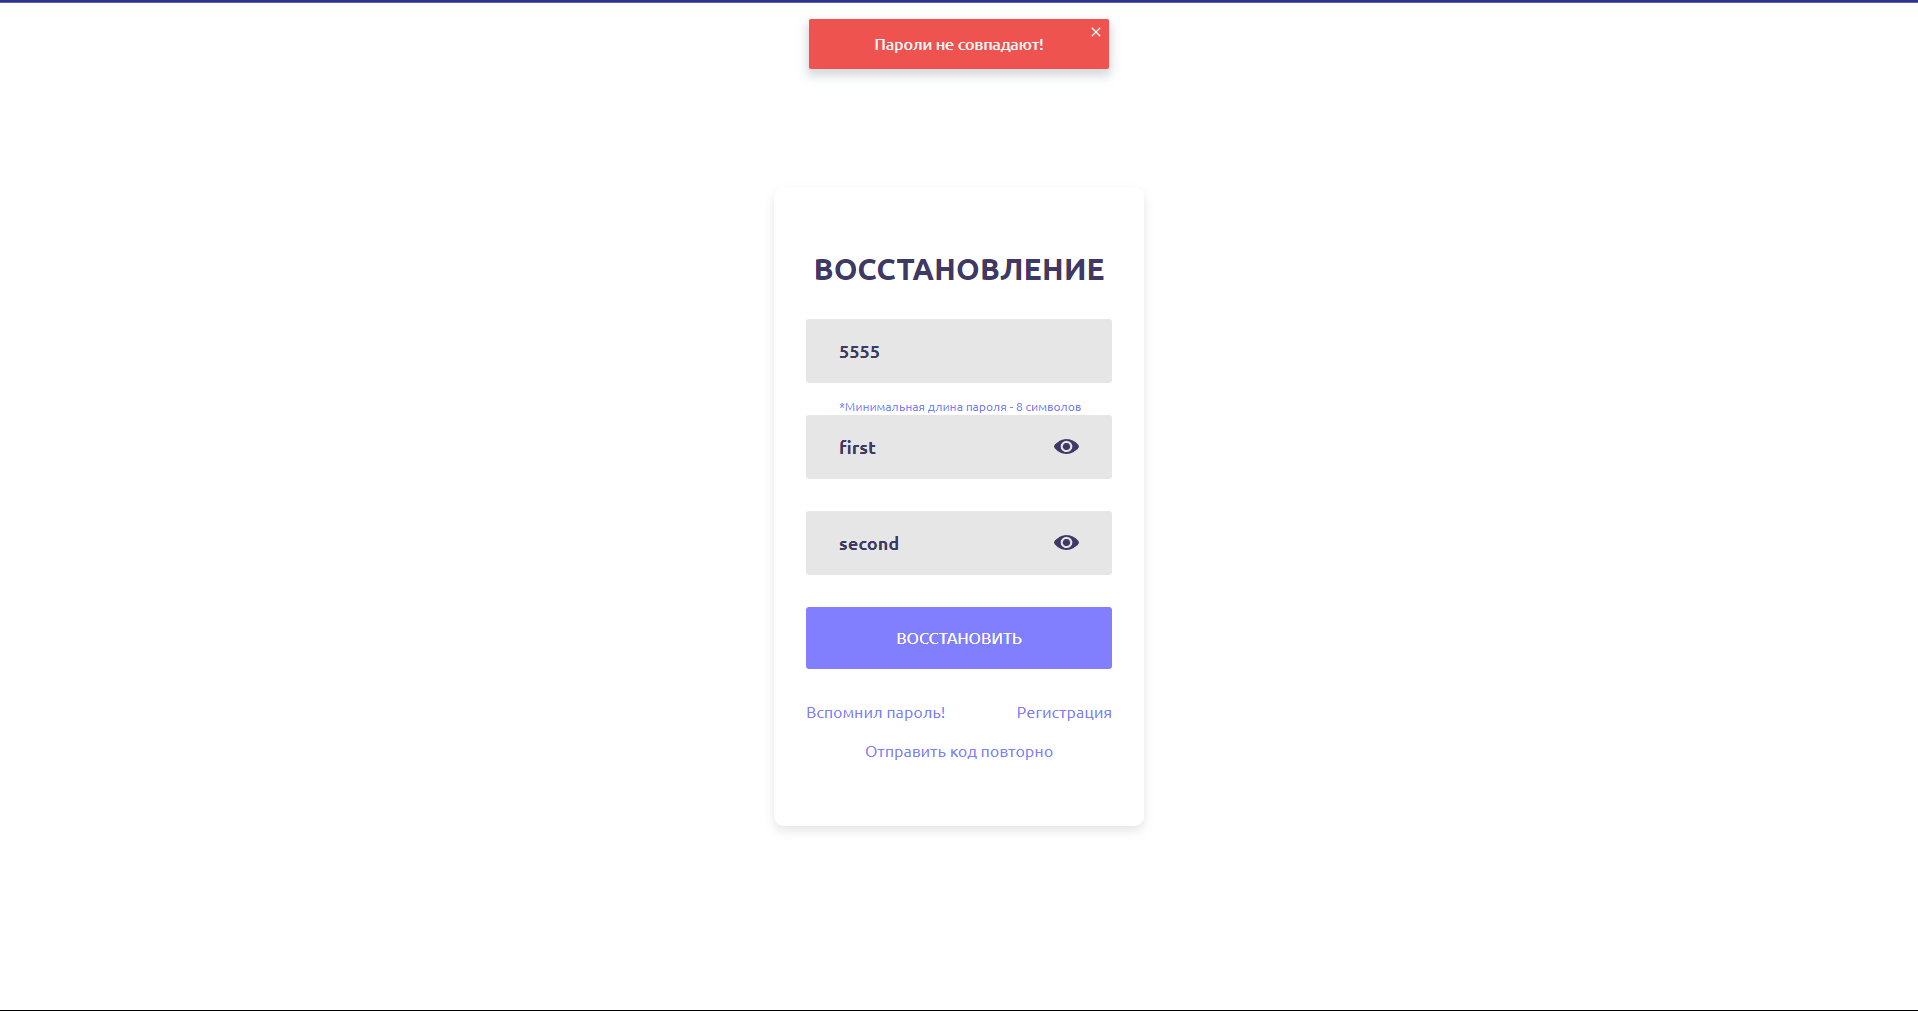 Пароли не совпадают!
ВОССТАНОВЛЕНИЕ
5555
*Минимальная длина пароля - 8 символов
first
second
ВОССТАНОВИТЬ
Вспомнил пароль! Регистрация
Отправить код повторно